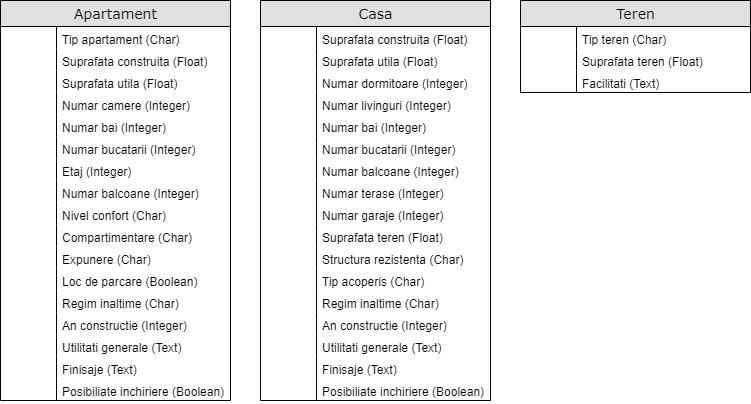 Apartament
Tip apartament (Char)
Suprafata construita (Float)
Suprafata utila (Float)
Numar camere (Integer)
Numar bai (Integer)
Numar bucatarii (Integer)
Etaj (Integer)
Numar balcoane (Integer)
Nivel confort (Char)
Compartimentare (Char)
Expunere (Char)
Loc de parcare (Boolean)
Regim inaltime (Char)
An constructie (Integer)
Utilitati generale (Text)
Finisaje (Text)
Posibiliate inchiriere (Boolean)
Casa
Suprafata construita (Float)
Suprafata utila (Float)
Numar dormitoare (Integer)
Numar livinguri (Integer)
Numar bai (Integer)
Numar bucatarii (Integer)
Numar balcoane (Integer)
Numar terase (Integer)
Numar garaje (Integer)
Suprafata teren (Float)
Structura rezistenta (Char)
Tip acoperis (Char)
Regim inaltime (Char)
An constructie (Integer)
Utilitati generale (Text)
Finisaje (Text)
Posibiliate inchiriere (Boolean)
Teren
Tip teren (Char)
Suprafata teren (Float)
Facilitati (Text)